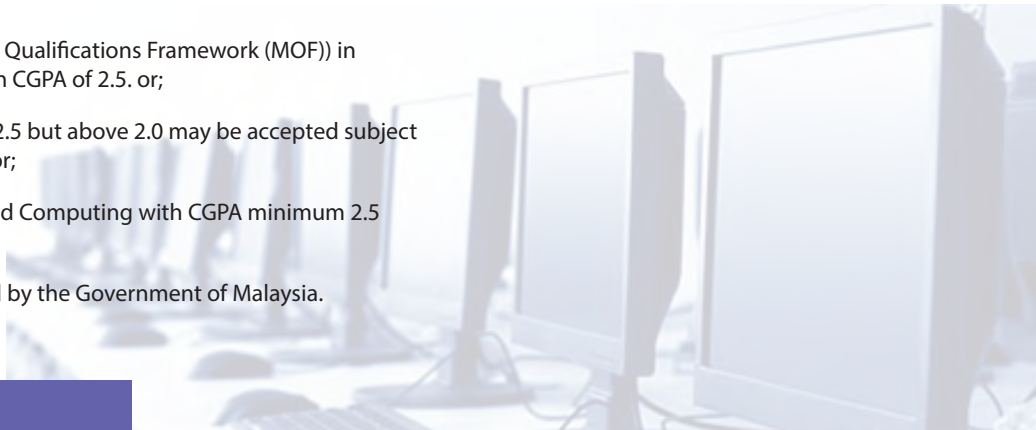 Qualifications Framework (MOF)) in
CGPA of 2.5. or;
2.5 but above 2.0 may be accepted subject
or;
d Computing with CGPA minimum 2.5
by the Government of Malaysia.